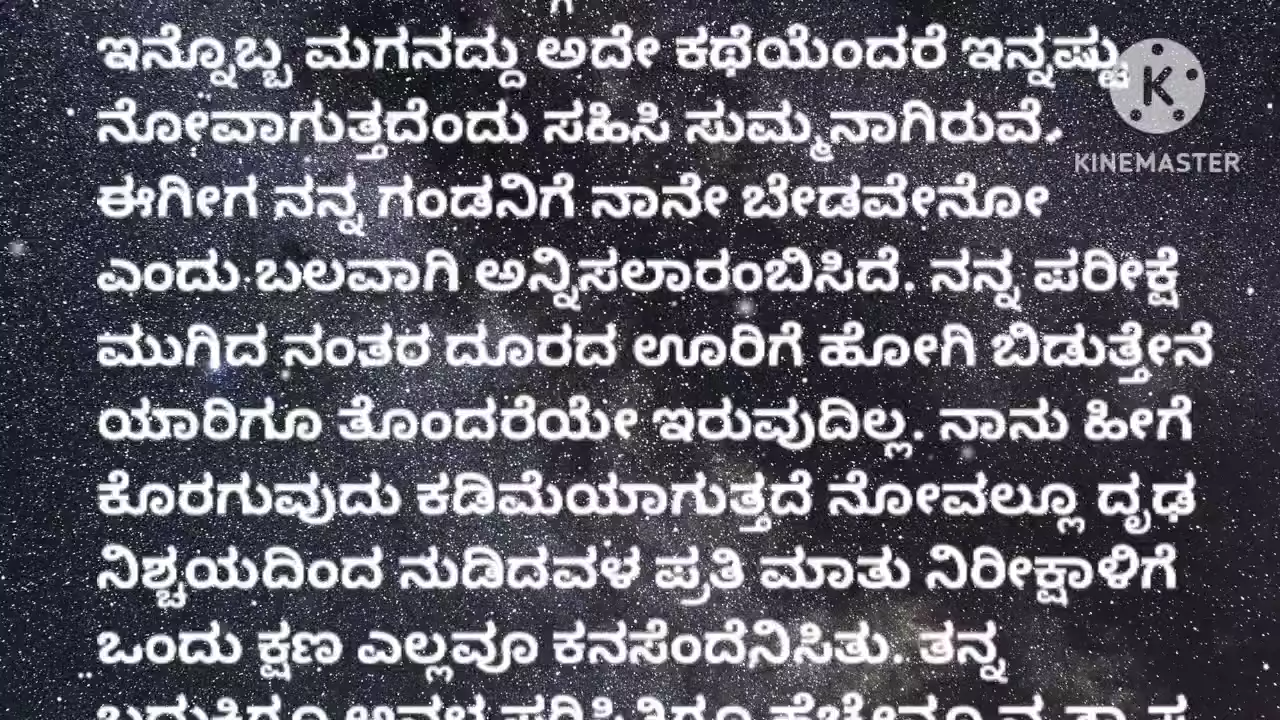 ಇನ್ನೊಬ್ಬ ಮಗನದ್ದು ಅದೇ ಕಥೆಯೆಂದರೆ ಇನ್ನಷ್ಟು
ನೋವಾಗುತ್ತದೆಂದು ಸಹಿಸಿ ಸುಮ್ಮನಾಗಿರುವೆ.
KINEMASTER
ಈಗೀಗ ನನ್ನ ಗಂಡನಿಗೆ ನಾನೇ ಬೇಡವೇನೋ
ಎಂದು ಬಲವಾಗಿ ಅನ್ನಿಸಲಾರಂಬಿಸಿದೆ. ನನ್ನ ಪರೀಕ್ಷೆ
ಮುಗಿದ ನಂತರ ದೂರದ ಊರಿಗೆ ಹೋಗಿ ಬಿಡುತ್ತೇನೆ
ಯಾರಿಗೂ ತೊಂದರೆಯೇ ಇರುವುದಿಲ್ಲ. ನಾನು ಹೀಗೆ
ಕೊರಗುವುದು ಕಡಿಮೆಯಾಗುತ್ತದೆ ನೋವಲ್ಲೂ ದೃಢ
ನಿಶ್ಚಯದಿಂದ ನುಡಿದವಳ ಪ್ರತಿ ಮಾತು ನಿರೀಕ್ಷಾಳಿಗೆ
ಒಂದು ಕ್ಷಣ ಎಲ್ಲವೂ ಕನಸೆಂದೆನಿಸಿತು. ತನ್ನ